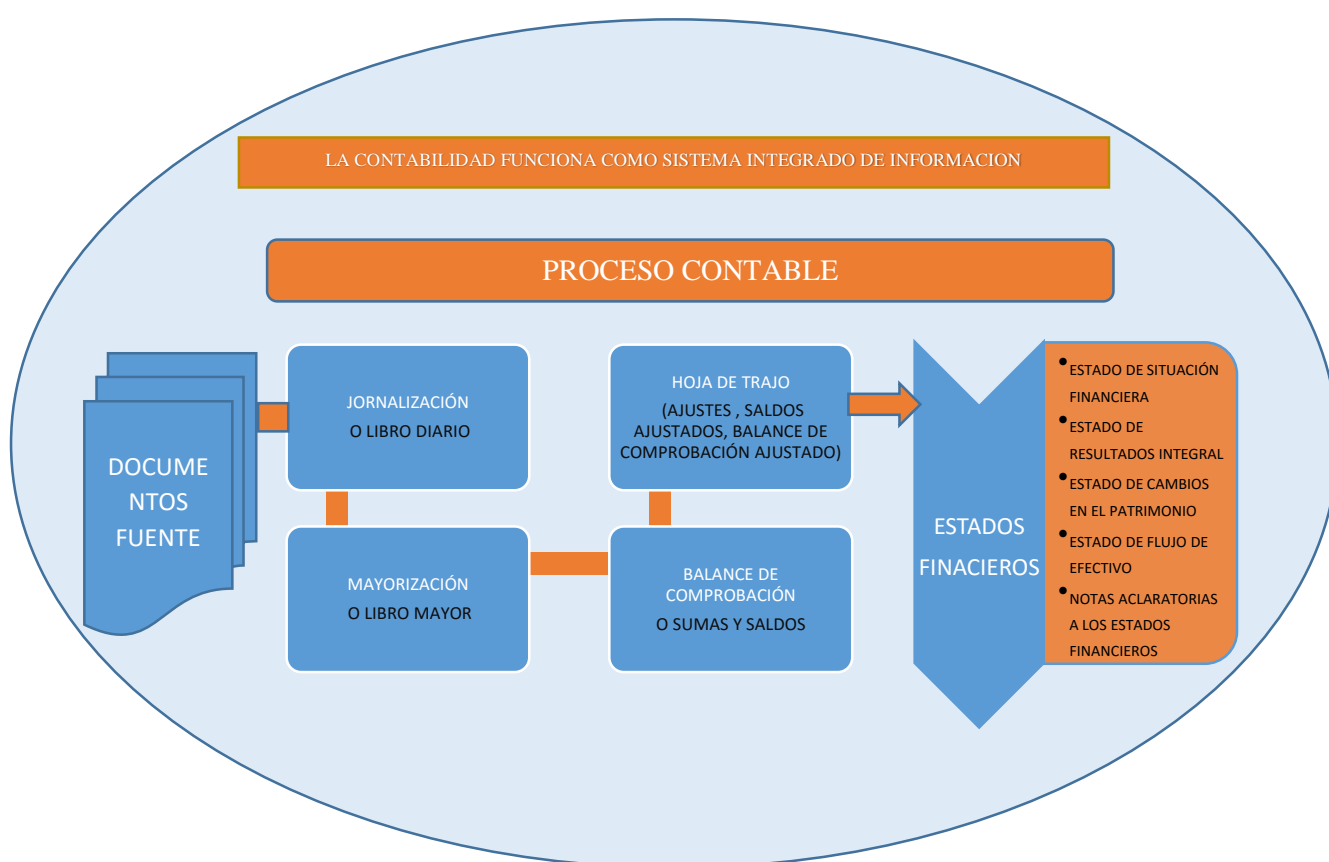 LA CONTABILIDAD FUNCIONA COMO SISTEMA INTEGRADO DE INFORMACION
PROCESO CONTABLE
DOCUME
NTOS
FUENTE
JORNALIZACIÓN
O LIBRO DIARIO
MAYORIZACIÓN
O LIBRO MAYOR
BALANCE DE
COMPROBACIÓN
O SUMAS Y SALDOS
HOJA DE TRAJO
(AJUSTES , SALDOS
AJUSTADOS, BALANCE DE
COMPROBACIÓN AJUSTADO)
ESTADOS
FINACIEROS
•ESTADO DE SITUACIÓN
FINANCIERA
•ESTADO DE
RESULTADOS INTEGRAL
•ESTADO DE CAMBIOS
EN EL PATRIMONIO
•ESTADO DE FLUJO DE
EFECTIVO
•NOTAS ACLARATORIAS
A LOS ESTADOS
FINANCIEROS